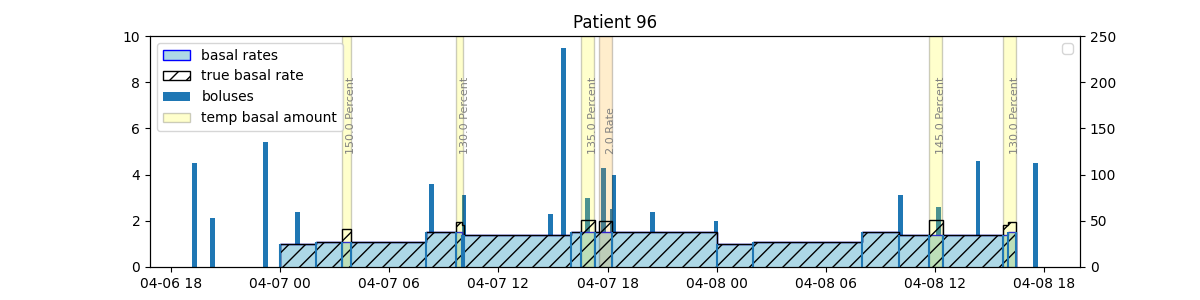 Patient 96
10
8
6
4
2
0
250
200
150
100
50
0
basal rates
true basal rate
boluses
temp basal amount
150.0 Percent
130.0 Percent
135.0 Percent
2.0 Rate
145.0 Percent
130.0 Percent
04-06 18
04-07 00
04-07 06
04-07 12
04-07 18
04-08 00
04-08 06
04-08 12
04-08 18